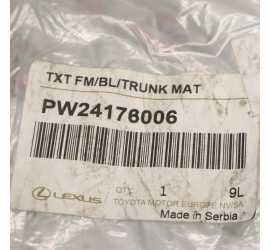 TXT FM/BL/TRUNK MAT
PW24176006
LEXUS
QTY. 1 9L
TOYOTA MOTOR EUROPE NV/SA
Made in Serbia